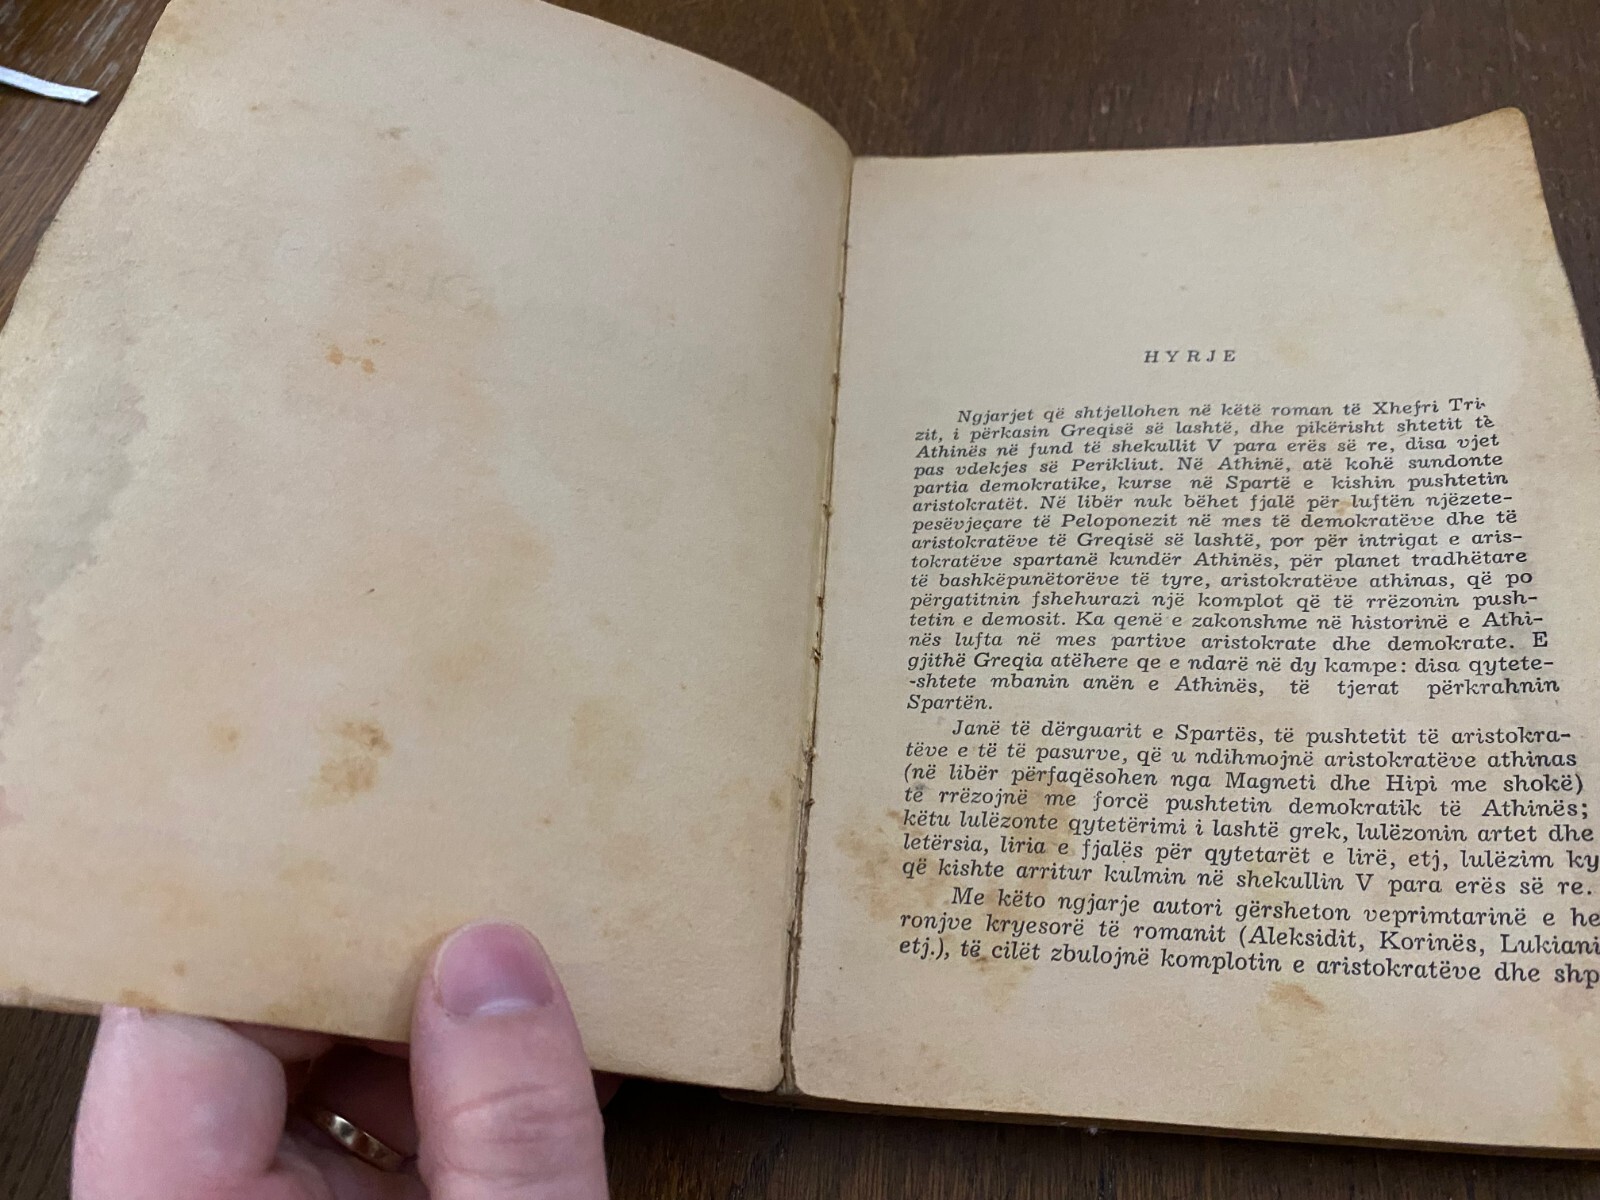 HYRJE
Ngjarjet që shtjellohen në këtë roman të Xhefri Tri-
zit, i përkasin Greqisë së lashtë, dhe pikërisht shtetit të
Athinës në fund të shekullit V para erës së re, disa vjet
pas vdekjes së Perikliut. Në Athinë, atë kohë sundonte
partia demokratike, kurse në Spartë e kishin pushtetin
aristokratët. Në libër nuk bëhet fjalë për luftën njëzete-
pesëvjeçare të Peloponezit në mes të demokratëve dhe të
aristokratëve të Greqisë së lashtë, por për intrigat e aris-
tokratëve spartanë kundër Athinës, për planet tradhëtare
të bashkëpunëtorëve të tyre, aristokratëve athinas, që po
përgatitnin fshehurazi një komplot që të rrëzonin push-
tetin e demosit. Ka qenë e zakonshme në historinë e Athi-
nës lufta në mes partive aristokrate dhe demokrate. E
gjithë Greqia atëhere qe e ndarë në dy kampe: disa qytete-
-shtete mbanin anën e Athinës, të tjerat përkrahnin
Spartën.
Janë të dërguarit e Spartës, të pushtetit të aristokra-
tëve e të të pasurve, që u ndihmojnë aristokratëve athinas
(në libër përfaqësohen nga Magneti dhe Hipi me shokë)
të rrëzojnë me forcë pushtetin demokratik të Athinës;
këtu lulëzonte qytetërimi i lashtë grek, lulëzonin artet dhe
letërsia, liria e fjalës për qytetarët e lirë, etj, lulëzim ky
që kishte arritur kulmin në shekullin V para erës së re.
Me këto ngjarje autori gërsheton veprimtarinë e he
ronjve kryesorë të romanit (Aleksidit, Korinës, Lukiani
etj.), të cilët zbulojnë komplotin e aristokratëve dhe shp